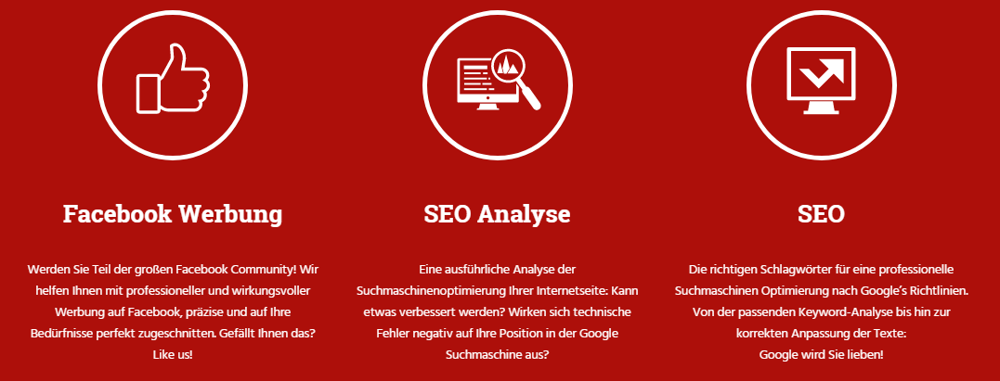 Facebook Werbung
Werden Sie Teil der großen Facebook Community! Wir
helfen Ihnen mit professioneller und wirkungsvoller
Werbung auf Facebook, präzise und auf Ihre
Bedürfnisse perfekt zugeschnitten. Gefällt Ihnen das?
Like us!
SEO Analyse
Eine ausführliche Analyse der
Suchmaschinenoptimierung Ihrer Internetseite: Kann
etwas verbessert werden? Wirken sich technische
Fehler negativ auf Ihre Position in der Google
Suchmaschine aus?
SEO
Die richtigen Schlagwörter für eine professionelle
Suchmaschinen Optimierung nach Google’s Richtlinien.
Von der passenden Keyword-Analyse bis hin zur
korrekten Anpassung der Texte:
Google wird Sie lieben!